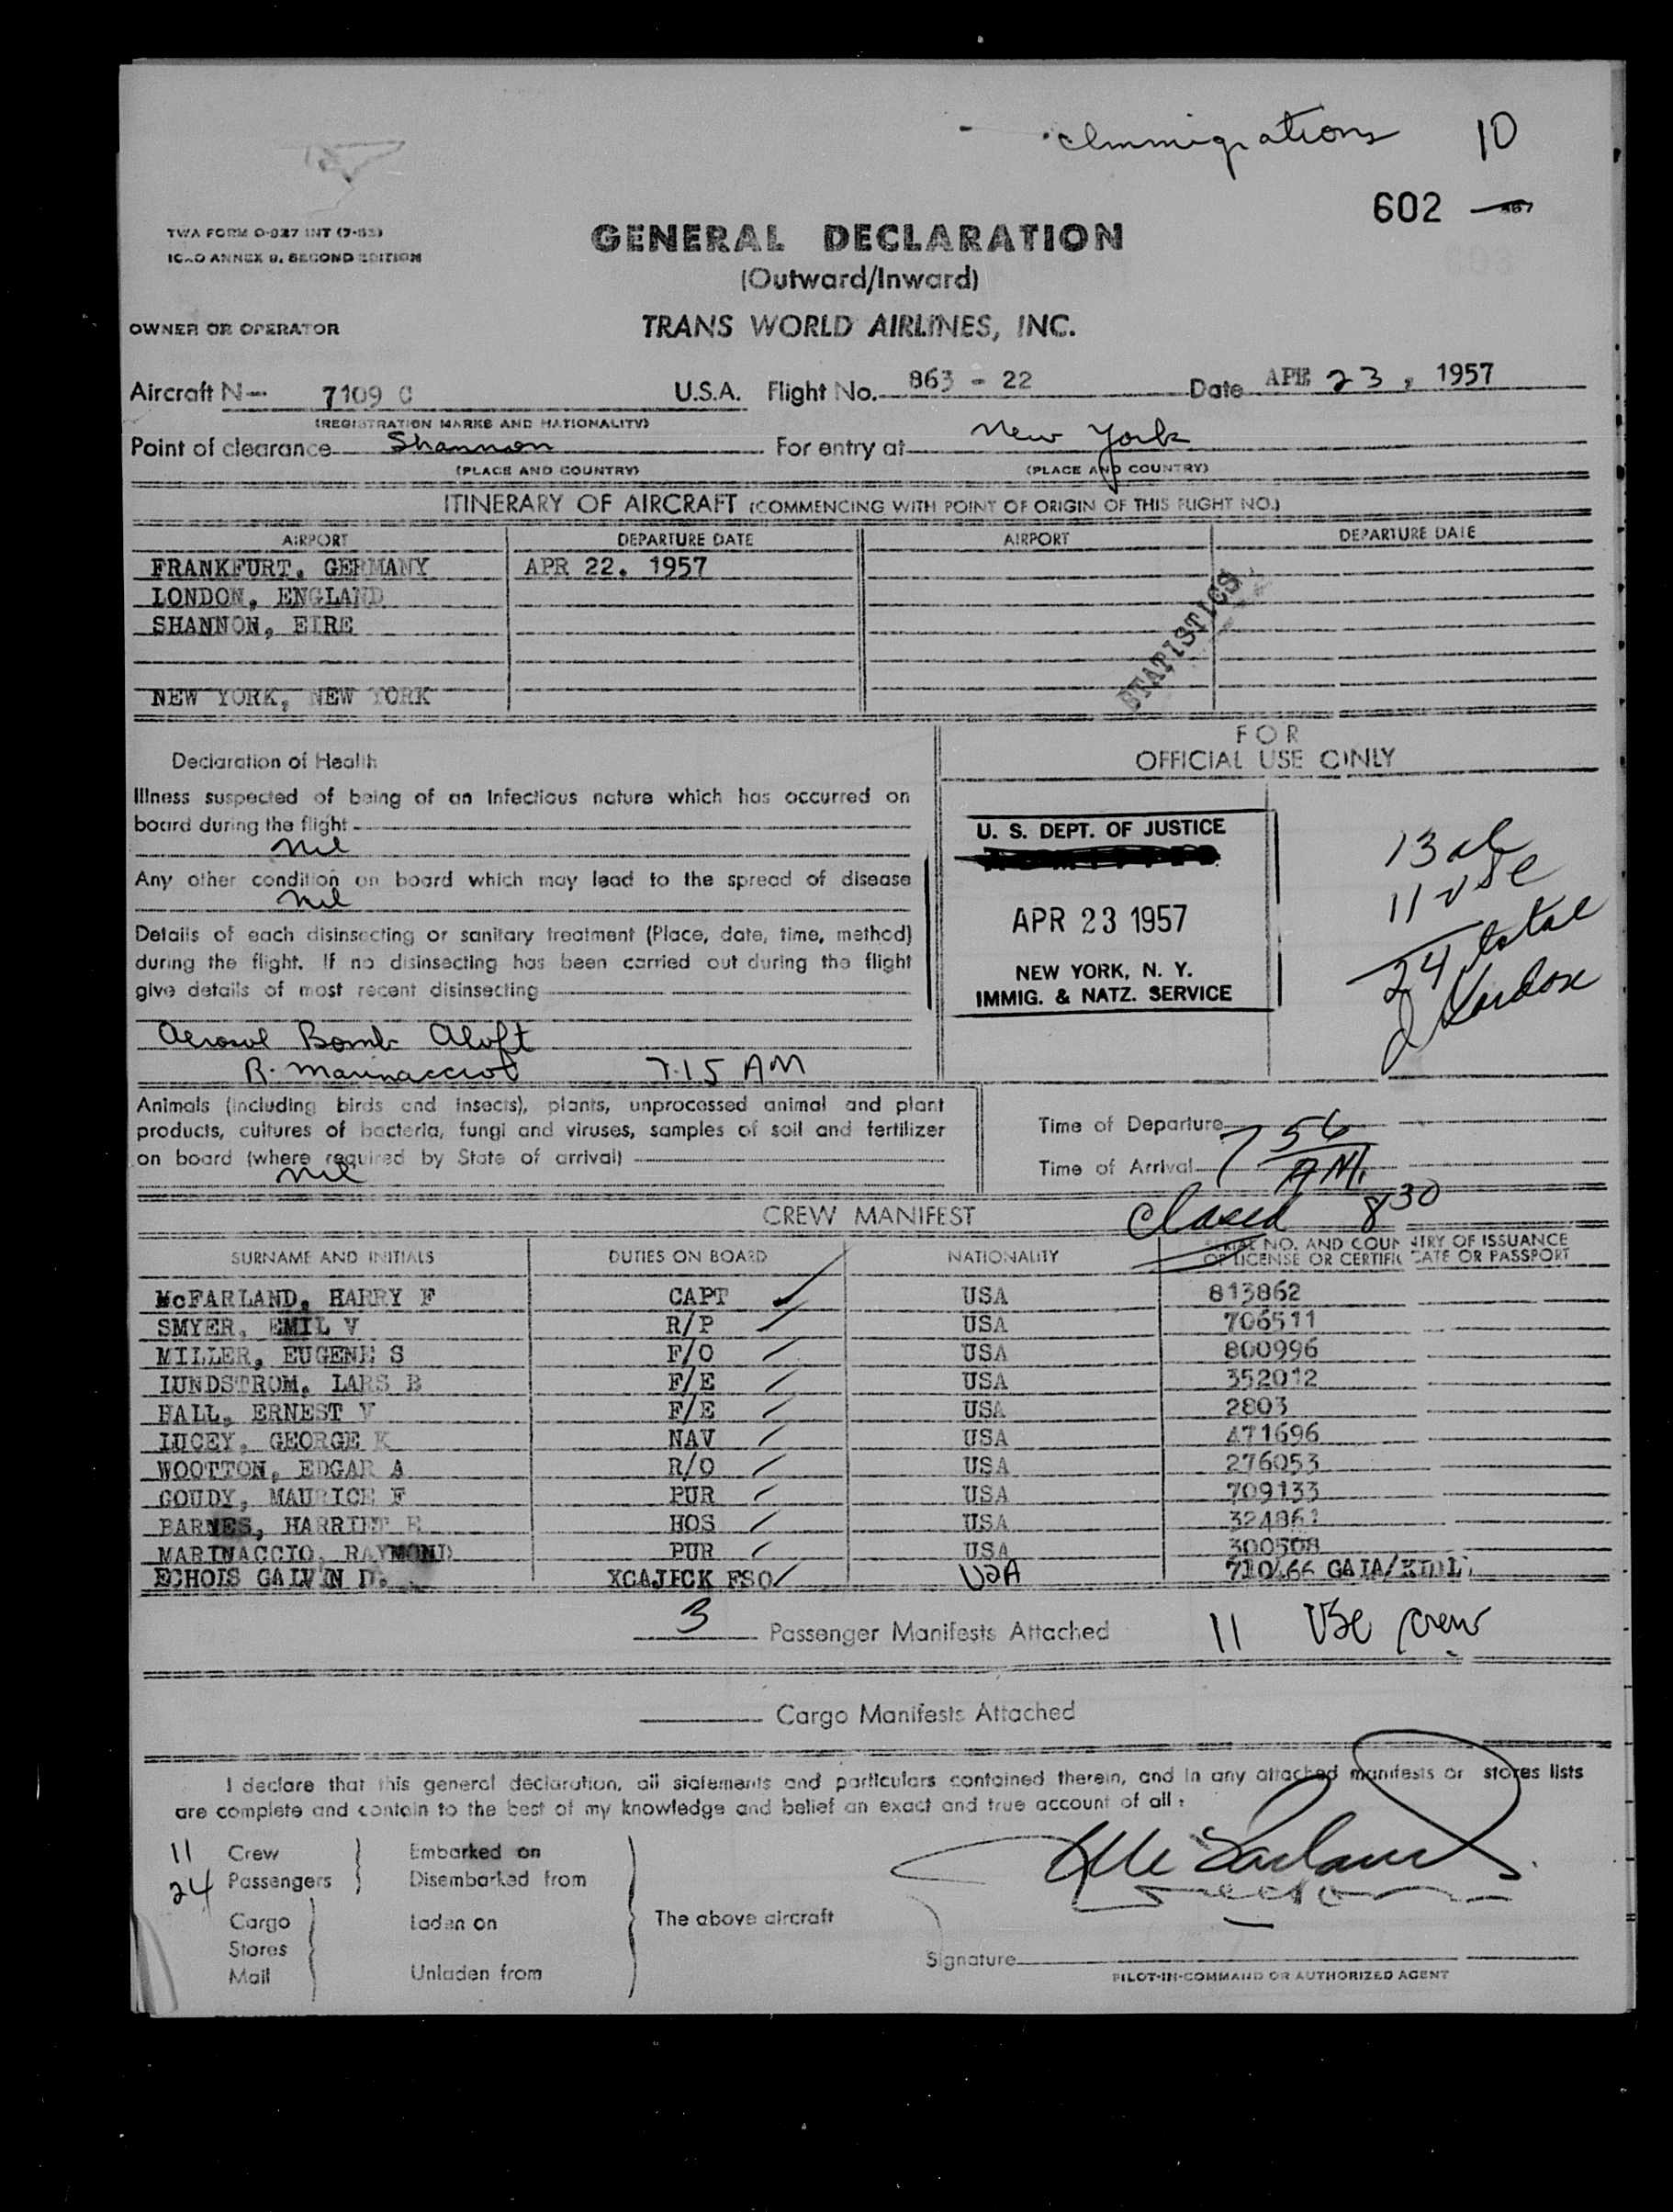 Immigrations 10
602
TWA FORM O-927 INT (7-53)
ICAO ANNEX 9, SECOND EDITION
GENERAL DECLARATION
(Outward/Inward)
OWNER OR OPERATOR
TRANS WORLD AIRLINES, INC.
Aircraft N- 7109 C U.S.A. Flight No. 863 - 22 Date APR 23, 1957
(REGISTRATION MARKS AND NATIONALITY)
Point of clearance Shannon For entry at New York
(PLACE AND COUNTRY) (PLACE AND COUNTRY)
ITINERARY OF AIRCRAFT (COMMENCING WITH POINT OF ORIGIN OF THIS FLIGHT NO.)
AIRPORT DEPARTURE DATE AIRPORT DEPARTURE DATE
FRANKFURT, GERMANY APR 22. 1957
LONDON, ENGLAND
SHANNON, EIRE
STATISTICS
NEW YORK, NEW YORK
Declaration of Health
Illness suspected of being of an infectious nature which has occurred on
board during the flight
nil
Any other condition on board which may lead to the spread of disease
nil
Details of each disinsecting or sanitary treatment (Place, date, time, method)
during the flight. If no disinsecting has been carried out during the flight
give details of most recent disinsecting
Aerosol Bomb Aloft
R. Marinaccio 7.15 AM
FOR
OFFICIAL USE ONLY
U. S. DEPT. OF JUSTICE
APR 23 1957
NEW YORK, N. Y.
IMMIG. & NATZ. SERVICE
13 al
11 USC
24 total
Animals (including birds and insects), plants, unprocessed animal and plant
products, cultures of bacteria, fungi and viruses, samples of soil and fertilizer
on board (where required by State of arrival)
nil
Time of Departure
Time of Arrival 7 56 AM.
Closed 8 30
CREW MANIFEST
SURNAME AND INITIALS DUTIES ON BOARD NATIONALITY SERIAL NO. AND COUNTRY OF ISSUANCE
OF LICENSE OR CERTIFICATE OR PASSPORT
McFARLAND, HARRY F CAPT USA 813862
SMYER, EMIL V R/P USA 706511
MILLER, EUGENE S F/O USA 800996
LUNDSTROM, LARS B F/E USA 352012
HALL, ERNEST V F/E USA 2803
LUCEY, GEORGE K NAV USA 471696
WOOTTON, EDGAR A R/O USA 276053
GOUDY, MAURICE F PUR USA 709133
BARNES, HARRIET E HOS USA 324861
MARINACCIO, RAYMOND PUR USA 300508
ECHOIS GALVIN D. FSO USA
3 Passenger Manifests Attached 11 USC crew
Cargo Manifests Attached
I declare that this general declaration, all statements and particulars contained therein, and in any attached manifests or stores lists
are complete and contain to the best of my knowledge and belief an exact and true account of all:
11 Crew Embarked on
24 Passengers Disembarked from
Cargo Laden on The above aircraft
Stores
Mail Unladen from
Signature
PILOT-IN-COMMAND OR AUTHORIZED AGENT